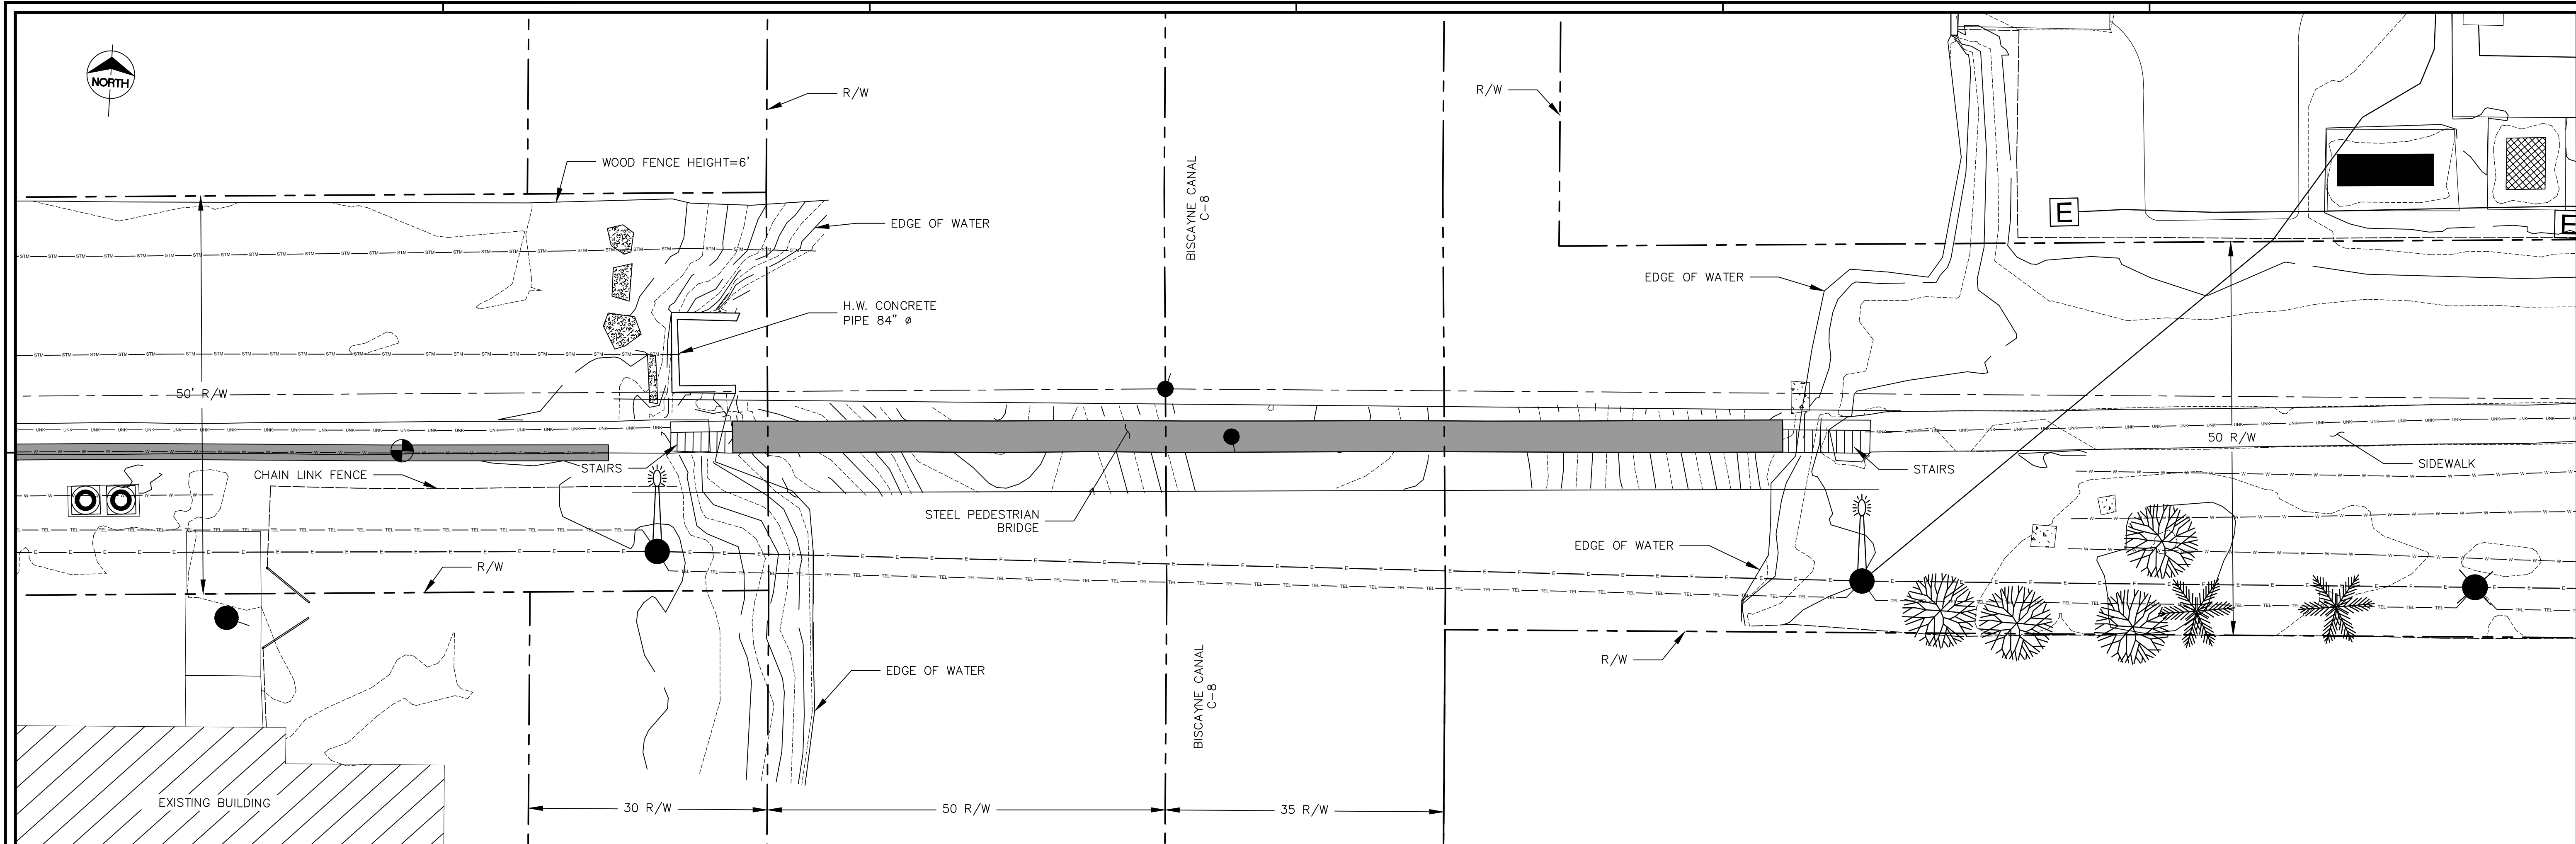 NORTH
R/W
R/W
WOOD FENCE HEIGHT=6'
EDGE OF WATER
BISCAYNE CANAL
C-8
E
E
EDGE OF WATER
H.W. CONCRETE
PIPE 84" ø
50' R/W
50 R/W
STAIRS
STAIRS
SIDEWALK
CHAIN LINK FENCE
STEEL PEDESTRIAN
BRIDGE
EDGE OF WATER
R/W
R/W
EDGE OF WATER
BISCAYNE CANAL
C-8
EXISTING BUILDING
30 R/W
50 R/W
35 R/W